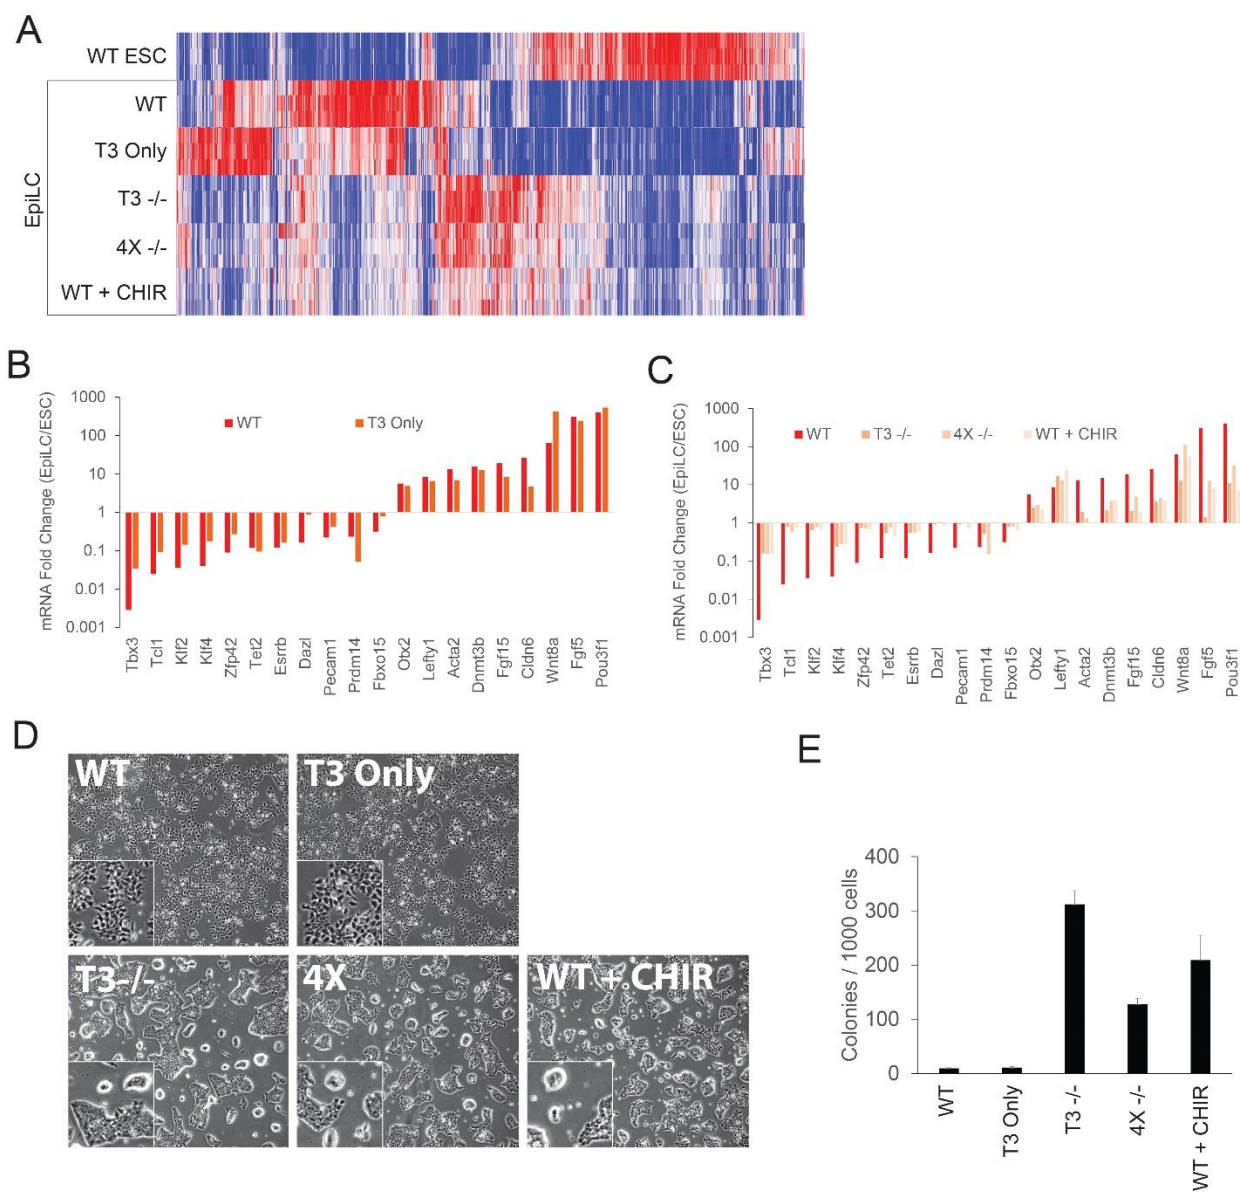 A
WT ESC
EpiLC
WT
T3 Only
T3 -/-
4X -/-
WT + CHIR
B
mRNA Fold Change (EpiLC/ESC)
1000
100
10
1
0.1
0.01
0.001
WT
T3 Only
Tbx3
Tcl1
Klf2
Klf4
Zfp42
Tet2
Esrrb
Dazl
Pecam1
Prdm14
Fbxo15
Otx2
Lefty1
Acta2
Dnmt3b
Fgf15
Cldn6
Wnt8a
Fgf5
Pou3f1
C
mRNA Fold Change (EpiLC/ESC)
1000
100
10
1
0.1
0.01
0.001
WT
T3 -/-
4X -/-
WT + CHIR
Tbx3
Tcl1
Klf2
Klf4
Zfp42
Tet2
Esrrb
Dazl
Pecam1
Prdm14
Fbxo15
Otx2
Lefty1
Acta2
Dnmt3b
Fgf15
Cldn6
Wnt8a
Fgf5
Pou3f1
D
WT
T3 Only
T3-/-
4X
WT + CHIR
E
Colonies / 1000 cells
400
300
200
100
0
WT
T3 Only
T3 -/-
4X -/-
WT + CHIR